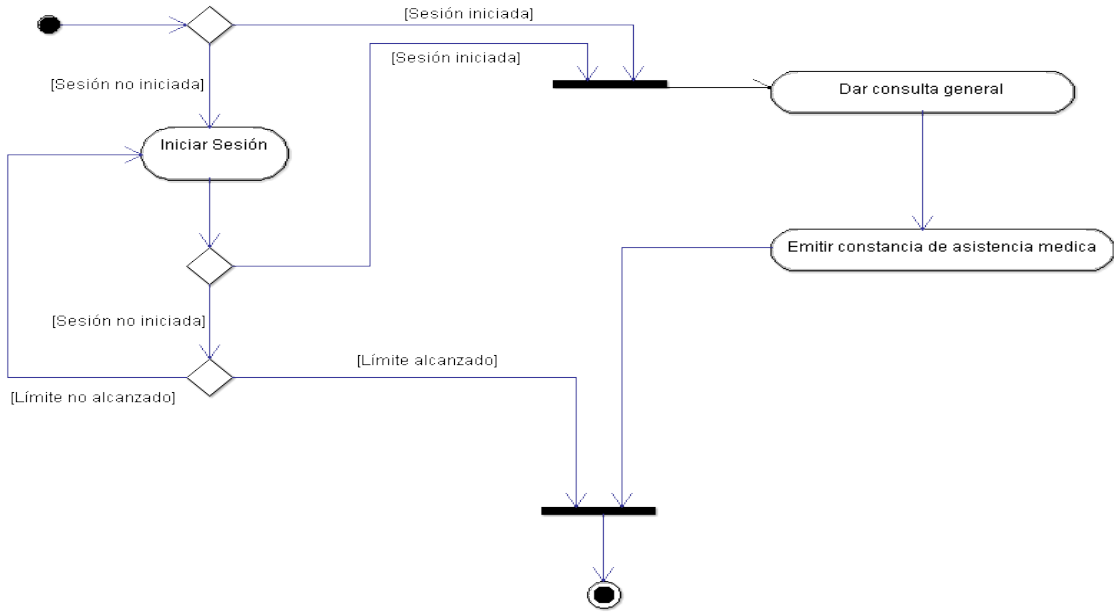 [Sesión iniciada]
[Sesión iniciada]
[Sesión no iniciada]
Dar consulta general
Iniciar Sesión
Emitir constancia de asistencia medica
[Sesión no iniciada]
[Límite alcanzado]
[Límite no alcanzado]